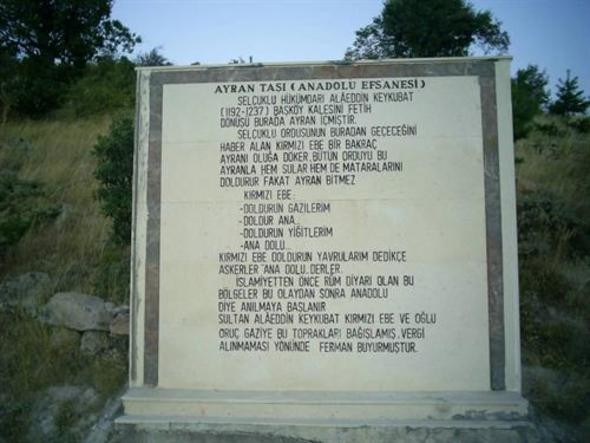 AYRAN TASI (ANADOLU EFSANESİ)
SELÇUKLU HÜKÜMDARI ALÂEDDİN KEYKUBAT
(1192-1237) BAŞKÖY KALESİNİ FETİH
DÖNÜŞÜ BURADA AYRAN İÇMİŞTİR.
SELÇUKLU ORDUSUNUN BURADAN GEÇECEĞİNİ
HABER ALAN KIRMIZI EBE BİR BAKRAÇ
AYRANI OLUĞA DÖKER. BÜTÜN ORDUYU BU
AYRANLA HEM SULAR HEM DE MATARALARINI
DOLDURUR FAKAT AYRAN BİTMEZ
KIRMIZI EBE..
-DOLDURUN GAZİLERİM
-DOLDUR ANA..
-DOLDURUN YİĞİTLERİM
-ANA DOLU..
KIRMIZI EBE DOLDURUN YAVRULARIM DEDİKÇE
ASKERLER "ANA DOLU.. DERLER.
İSLAMİYETTEN ÖNCE RUM DİYARI OLAN BU
BÖLGELER BU OLAYDAN SONRA ANADOLU
DİYE ANILMAYA BAŞLANIR
SULTAN ALÂEDDİN KEYKUBAT KIRMIZI EBE VE OĞLU
ORUÇ GAZİYE BU TOPRAKLARI BAĞIŞLAMIŞ. VERGİ
ALINMAMASI YÖNÜNDE FERMAN BUYURMUŞTUR.